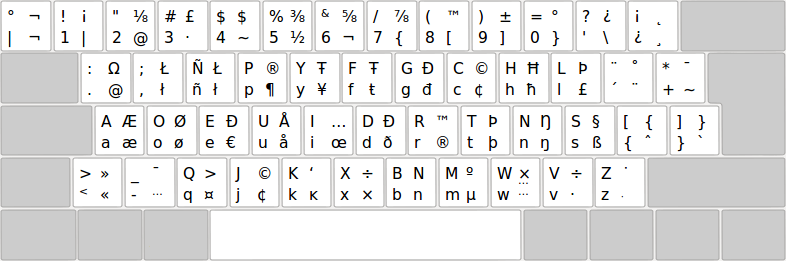 ° ¬ ! ¡ " ⅛ # £ $ $ % ⅜ & ⅝ / ⅞ ( ™ ) ± = ° ? ¿ ¡ ˛
| ¬ 1 | 2 @ 3 · 4 ~ 5 ½ 6 ¬ 7 { 8 [ 9 ] 0 } ' \ ¿ ¸
: Ω ; Ł Ñ Ł P ® Y Ŧ F Ŧ G Đ C © H Ħ L Þ ¨ ˚ * ¯
. @ , ł ñ ł p ¶ y ¥ f ŧ g đ c ¢ h ħ l £ ´ ¨ + ~
A Æ O Ø E Đ U Å I … D Đ R ™ T Þ N Ŋ S § [ { ] }
a æ o ø e € u å i œ d ð r ® t þ n ŋ s ß { ^ } `
> » _ ¯ Q > J © K ‘ X ÷ B N M º W × V ÷ Z ˙
< « - … q ¤ j ¢ k ĸ x × b n m µ w … v · z .